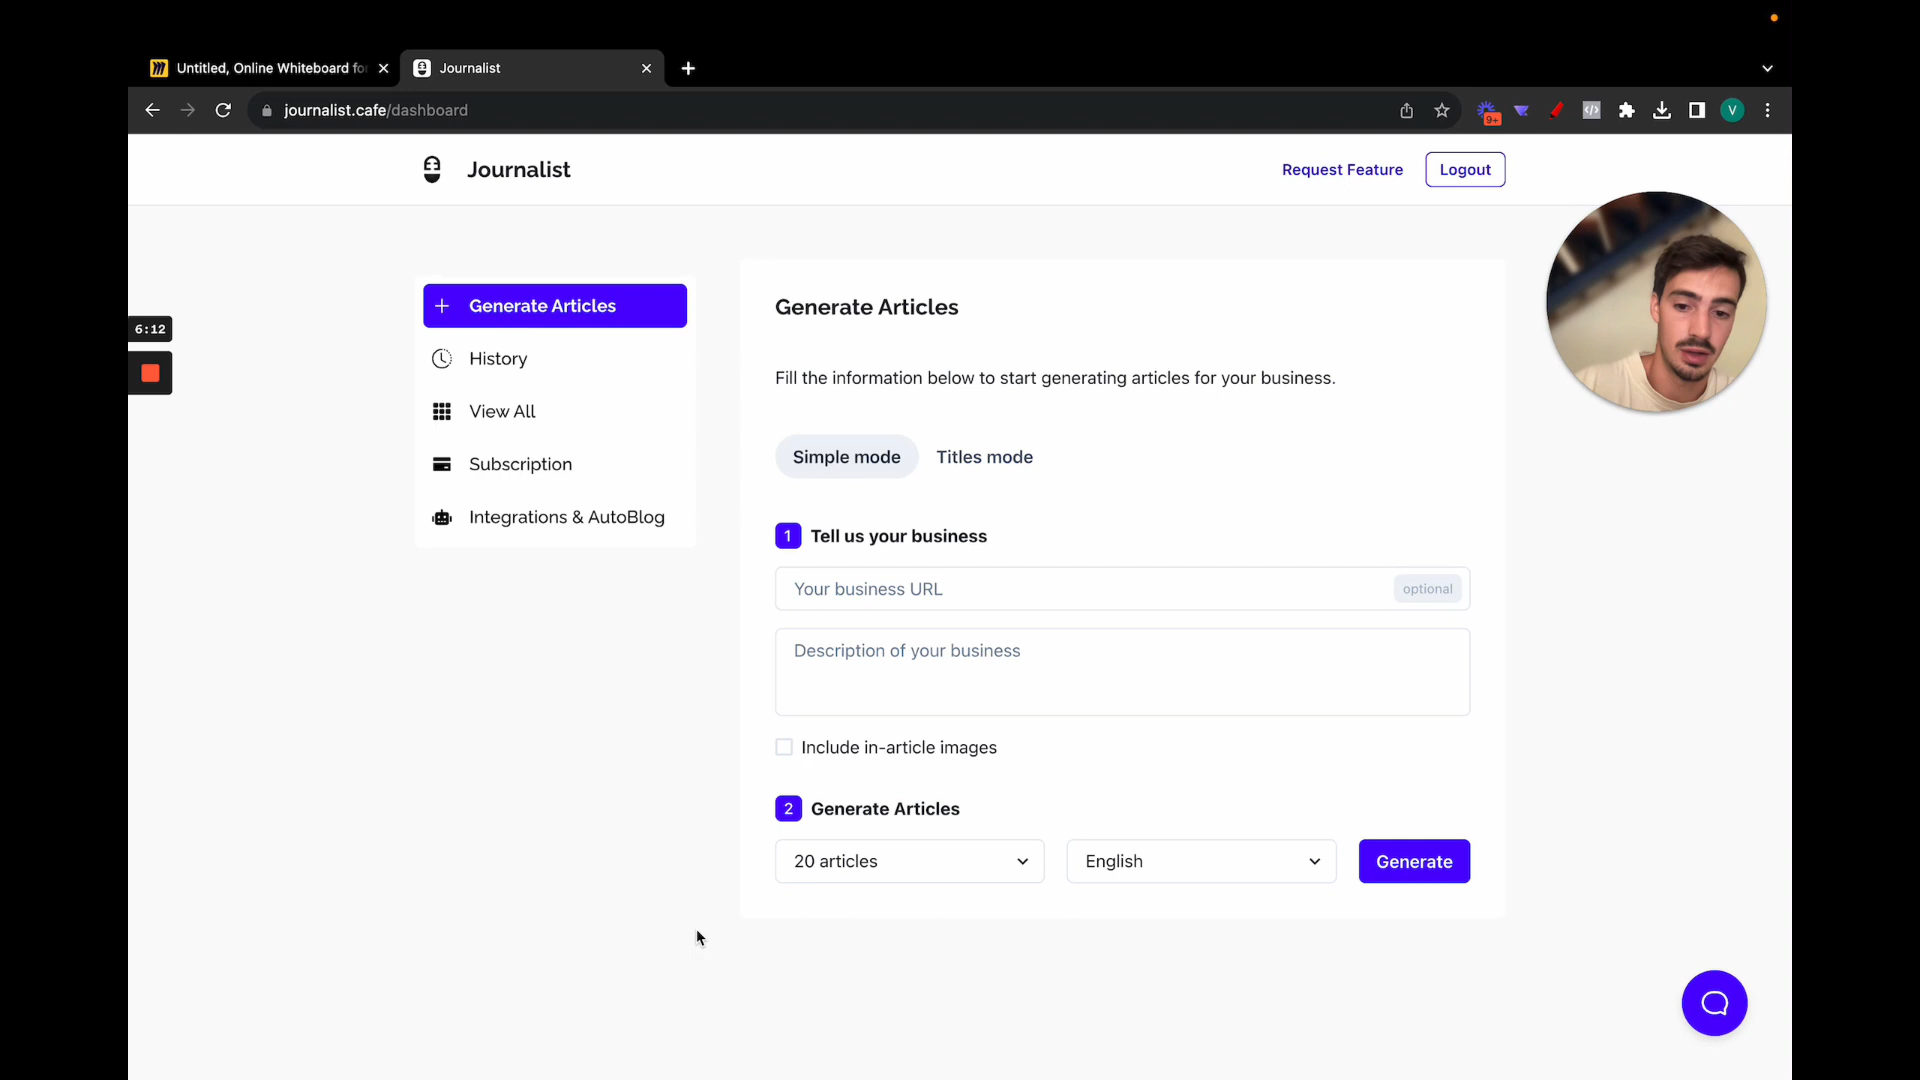 Untitled, Online Whiteboard for
Journalist
journalist.cafe/dashboard
9+
V
Journalist
Request Feature
Logout
6:12
Generate Articles
History
View All
Subscription
Integrations & AutoBlog
Generate Articles
Fill the information below to start generating articles for your business.
Simple mode
Titles mode
1 Tell us your business
Your business URL
optional
Description of your business
Include in-article images
2 Generate Articles
20 articles
English
Generate